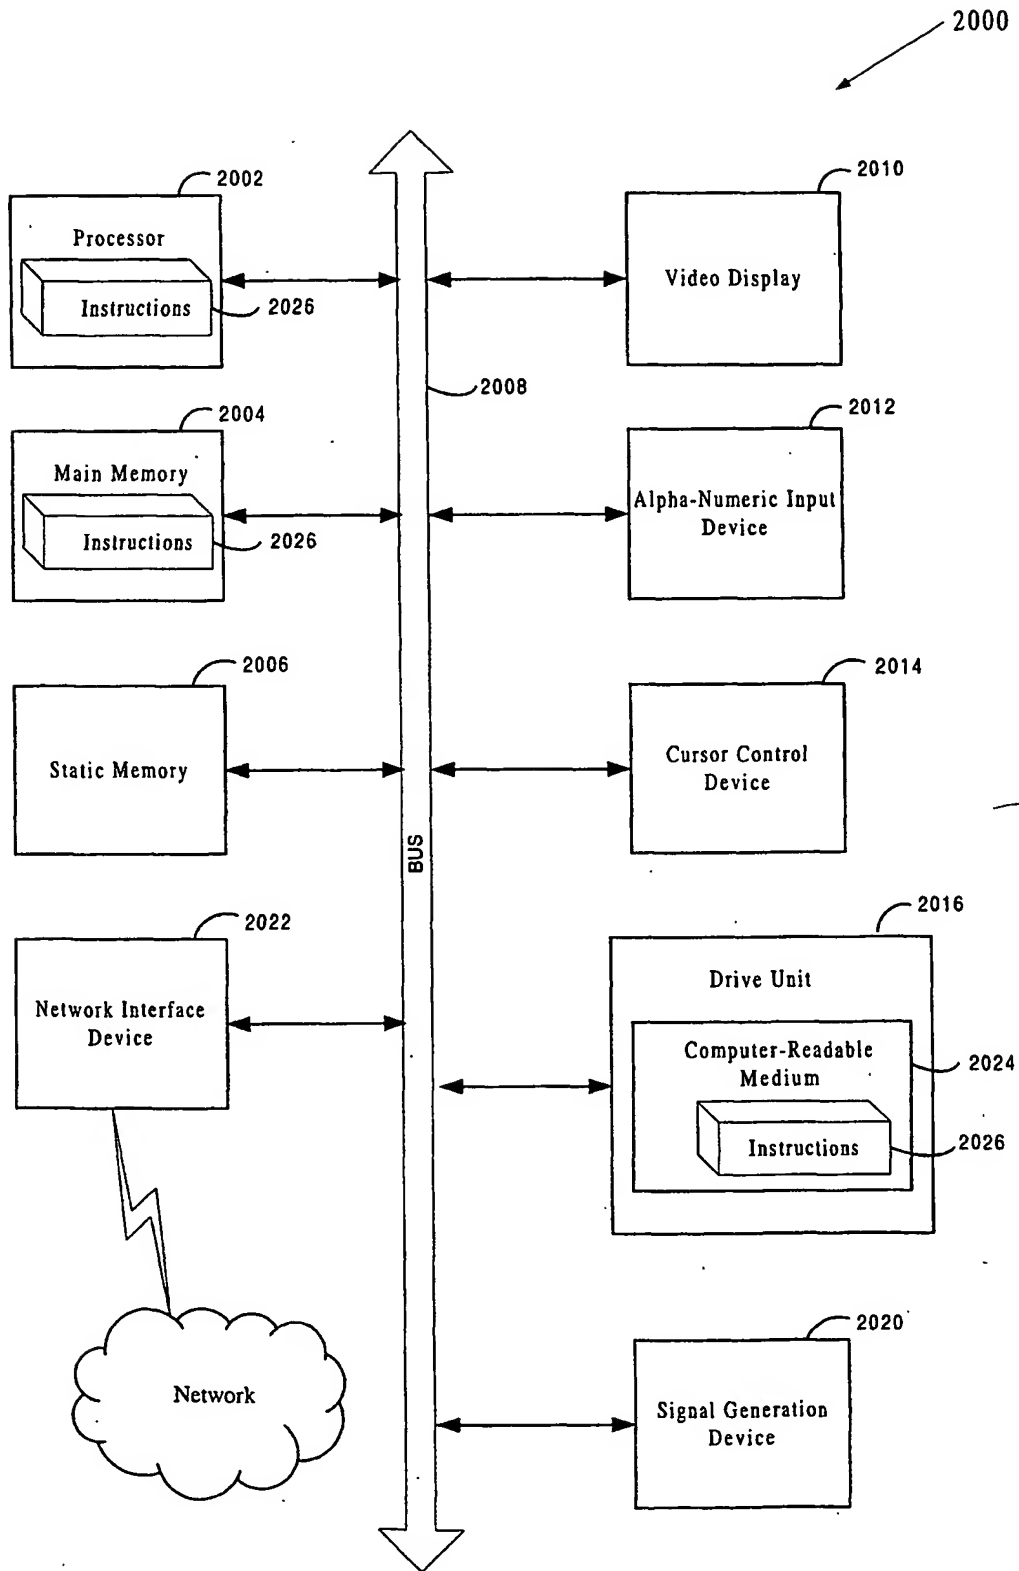 2000
2002
Processor
Instructions
2026
2004
Main Memory
Instructions
2026
2006
Static Memory
2022
Network Interface
Device
Network
2008
BUS
2010
Video Display
2012
Alpha-Numeric Input
Device
2014
Cursor Control
Device
2016
Drive Unit
Computer-Readable
Medium
2024
Instructions
2026
2020
Signal Generation
Device